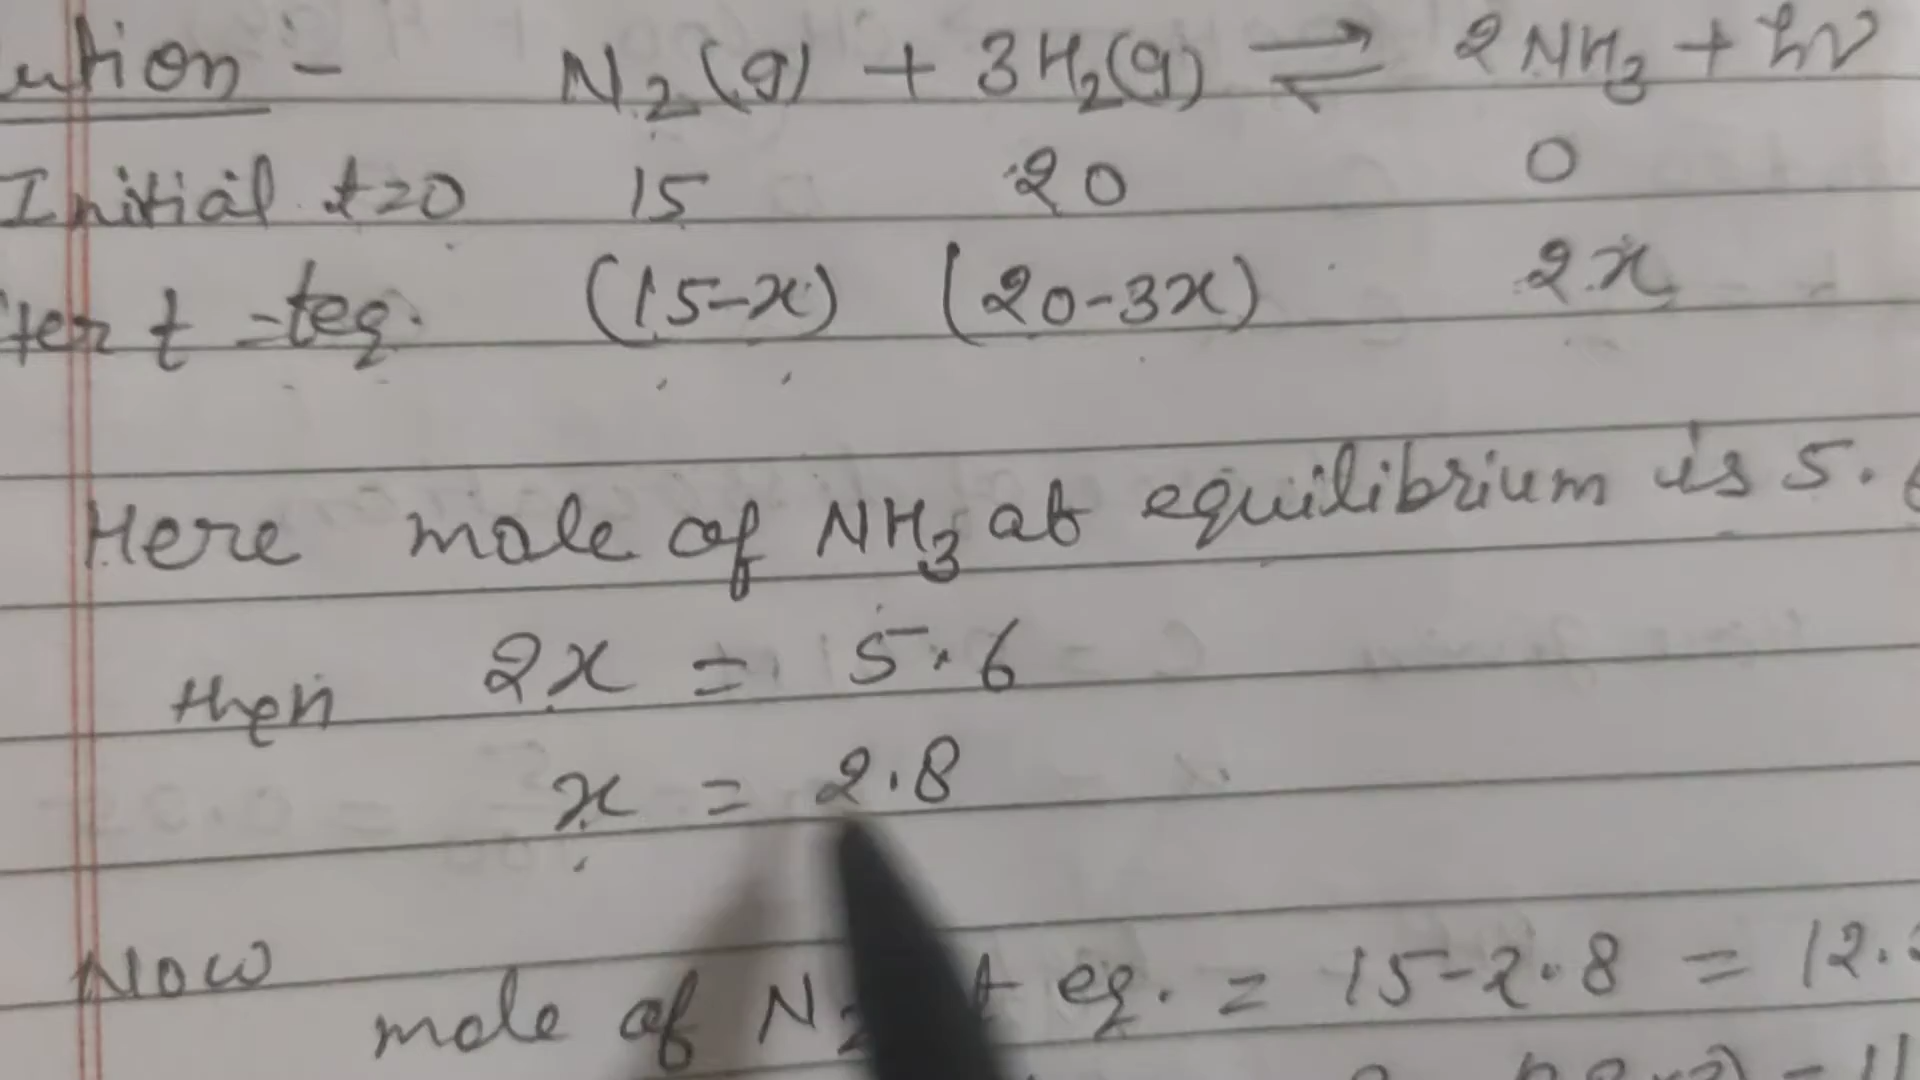 ution - N₂(g) + 3H₂(g) ⇌ 2NH₃ + hν
Initial t=0 15 20 0
ter t = teq. (15-x) (20-3x) 2x
Here mole of NH₃ at equilibrium is 5.
then 2x = 5.6
x = 2.8
Now
mole of N₂ eq. = 15-2.8 = 12.